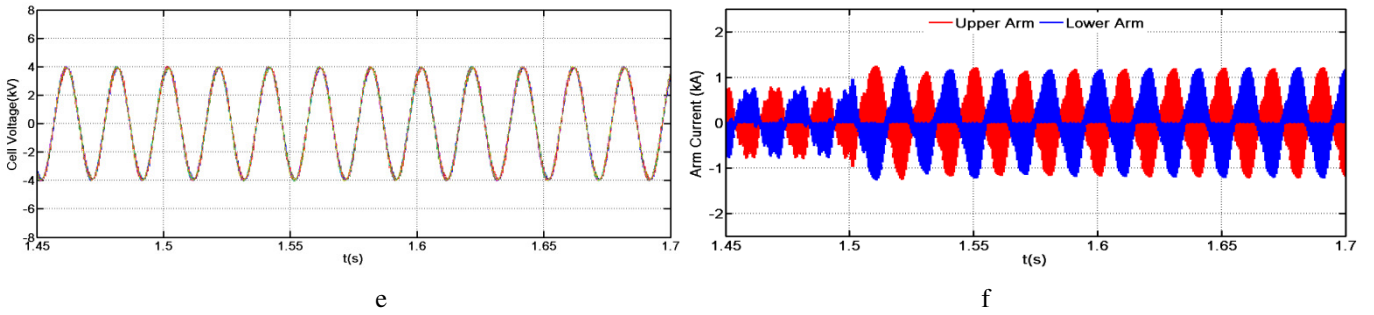 8
6
4
2
0
-2
-4
-6
-8
Cell Voltage(kV)
1.45 1.5 1.55 1.6 1.65 1.7
t(s)
e
Upper Arm Lower Arm
2
1
0
-1
-2
Arm Current (kA)
1.45 1.5 1.55 1.6 1.65 1.7
t(s)
f